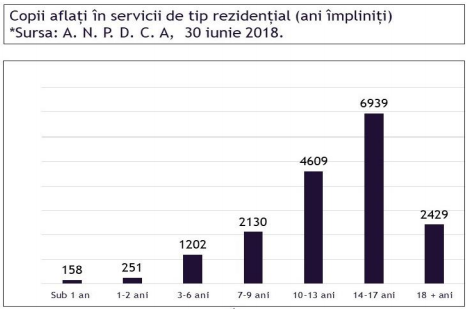 Copii aflați în servicii de tip rezidențial (ani împliniți)
*Sursa: A. N. P. D. C. A, 30 iunie 2018.
6939
4609
2429
2130
1202
251
158
Sub 1 an 1-2 ani 3-6 ani 7-9 ani 10-13 ani 14-17 ani 18 + ani